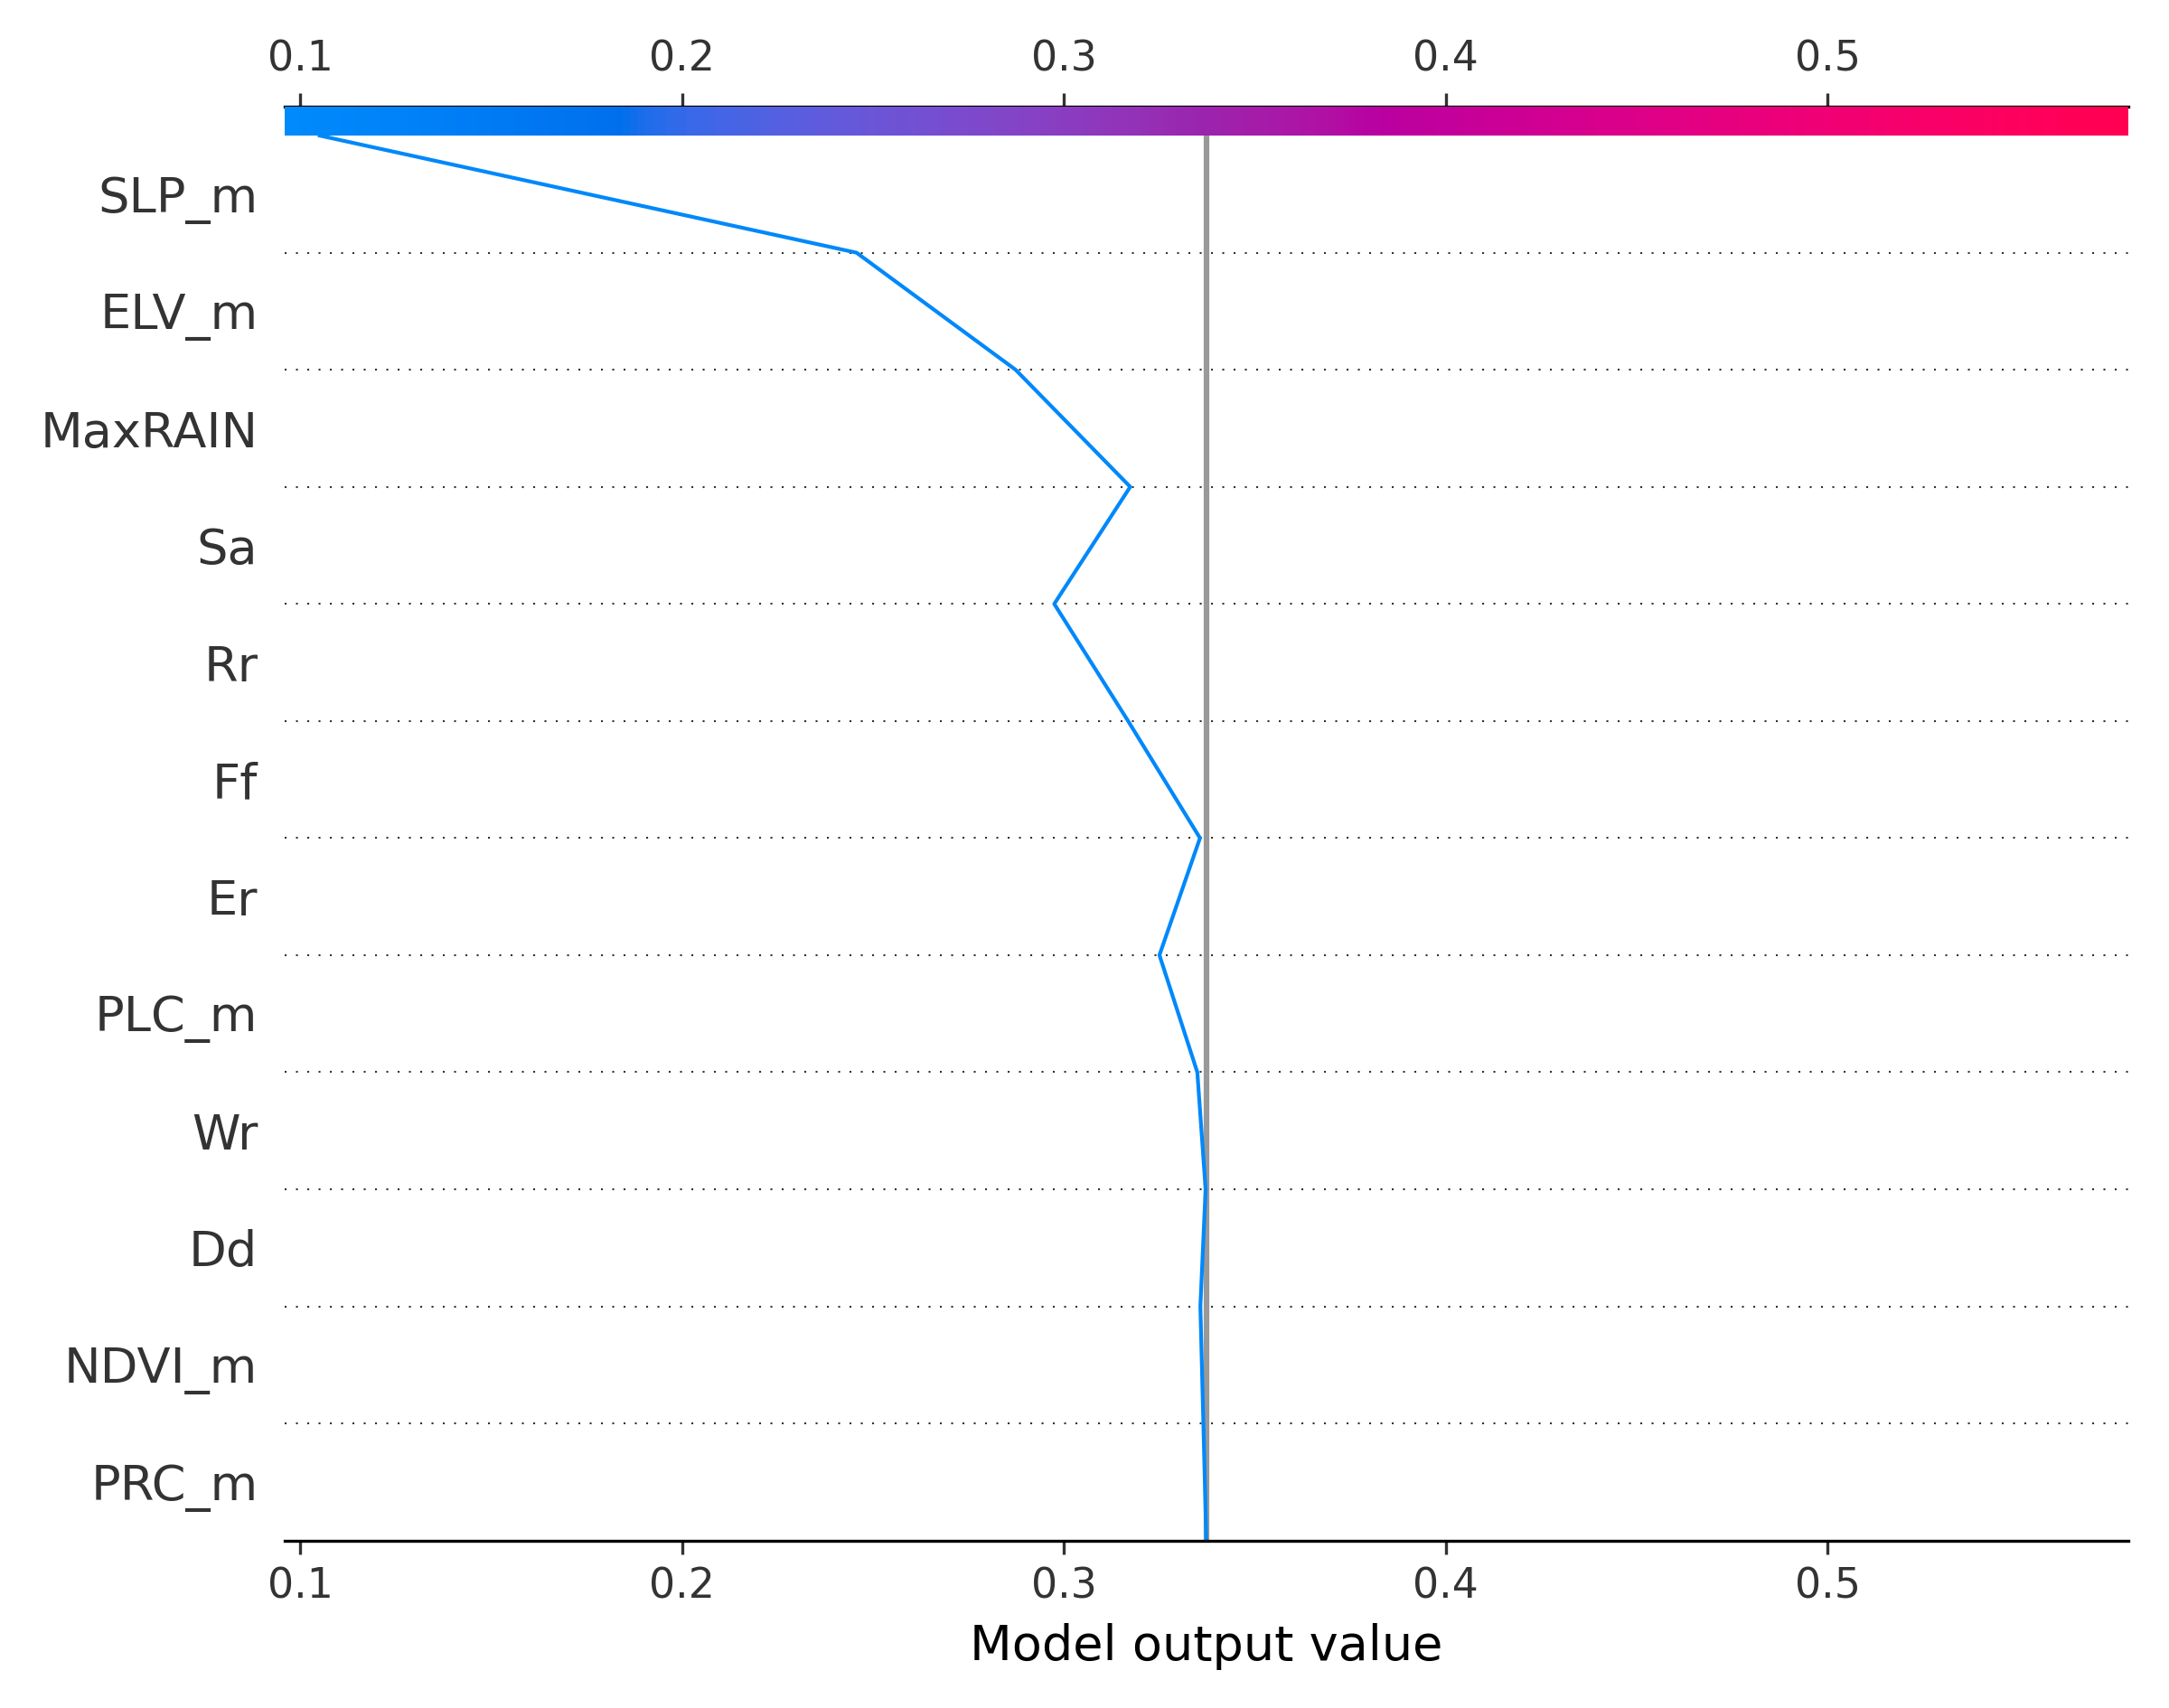 0.1 0.2 0.3 0.4 0.5
SLP_m
ELV_m
MaxRAIN
Sa
Rr
Ff
Er
PLC_m
Wr
Dd
NDVI_m
PRC_m
0.1 0.2 0.3 0.4 0.5
Model output value